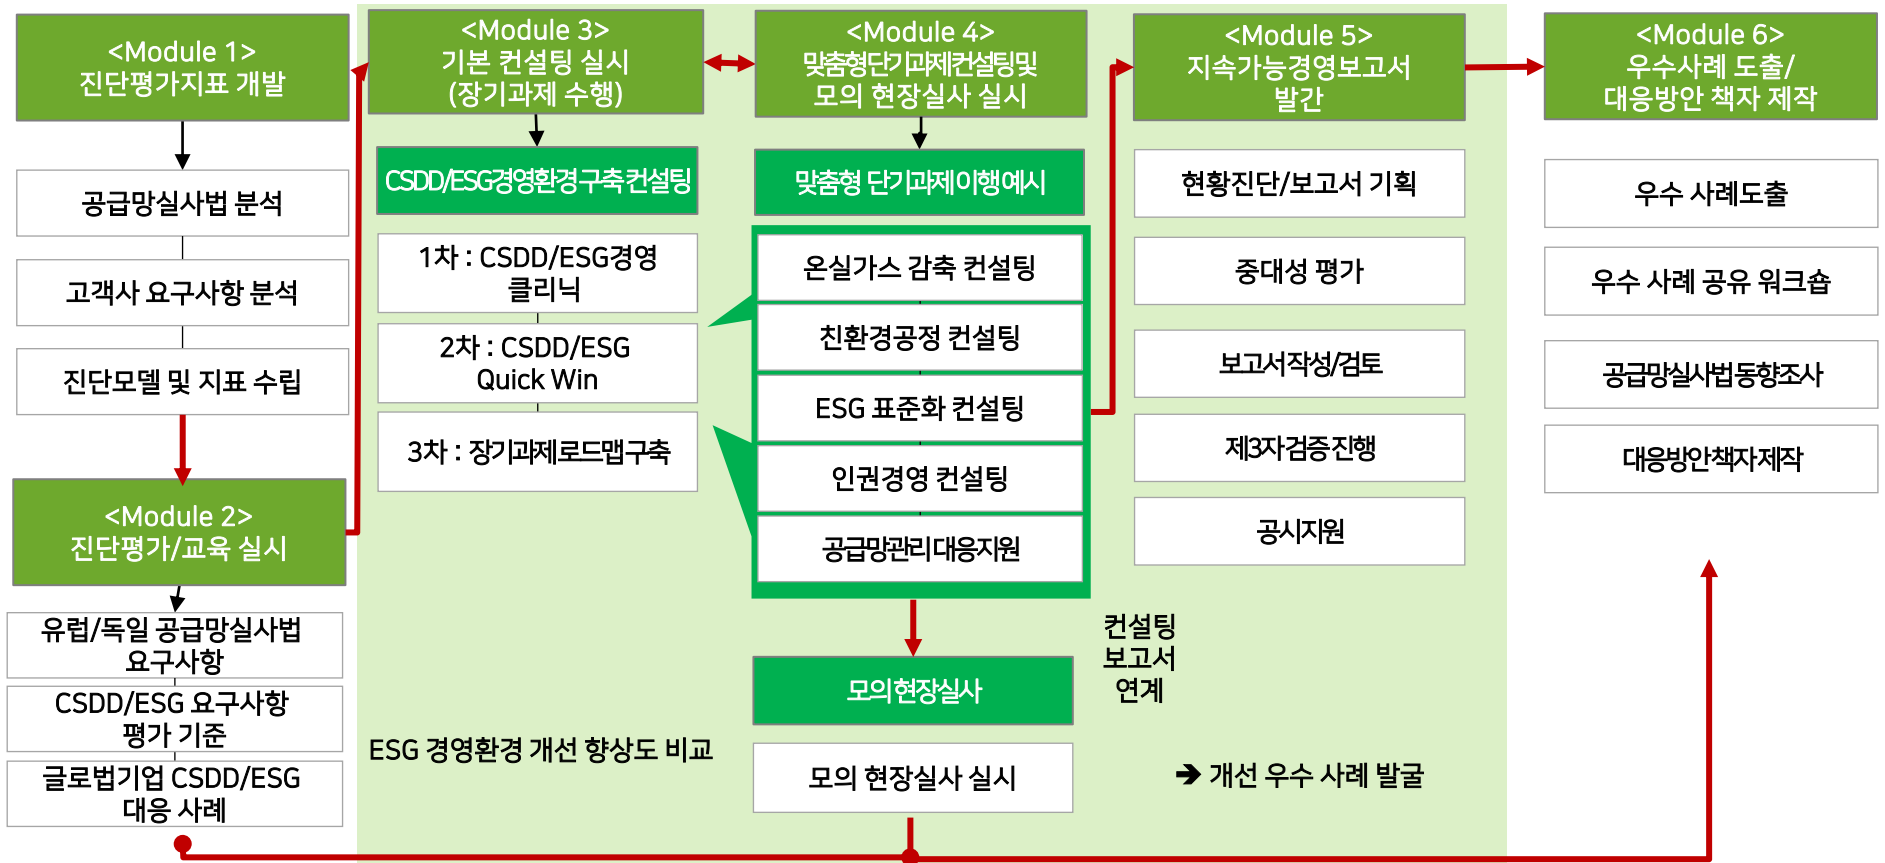 <Module 1>
진단평가지표 개발
공급망실사법 분석
고객사 요구사항 분석
진단모델 및 지표 수립
<Module 2>
진단평가/교육 실시
유럽/독일 공급망실사법
요구사항
CSDD/ESG 요구사항
평가 기준
글로법기업 CSDD/ESG
대응 사례
<Module 3>
기본 컨설팅 실시
(장기과제 수행)
CSDD/ESG경영환경 구축 컨설팅
1차 : CSDD/ESG경영
클리닉
2차 : CSDD/ESG
Quick Win
3차 : 장기과제로드맵구축
ESG 경영환경 개선 향상도 비교
<Module 4>
맞춤형단기과제컨설팅및
모의 현장실사 실시
맞춤형 단기과제 이행 예시
온실가스 감축 컨설팅
친환경공정 컨설팅
ESG 표준화 컨설팅
인권경영 컨설팅
공급망관리 대응지원
모의 현장실사
모의 현장실사 실시
<Module 5>
지속가능경영보고서
발간
현황진단/보고서 기획
중대성 평가
보고서작성/검토
제3자 검증 진행
공시지원
컨설팅
보고서
연계
➔ 개선 우수 사례 발굴
<Module 6>
우수사례 도출/
대응방안 책자 제작
우수 사례도출
우수 사례 공유 워크숍
공급망실사법 동향조사
대응방안 책자 제작